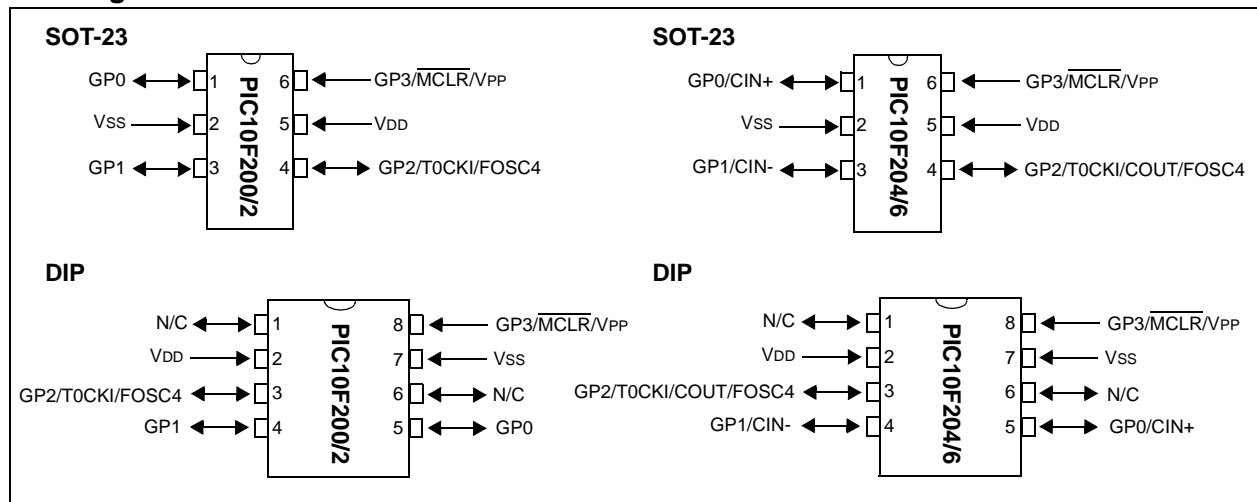 SOT-23
GP0
VSS
GP1
1
2
3
PIC10F200/2
6
5
4
GP3/MCLR/VPP
VDD
GP2/T0CKI/FOSC4
SOT-23
GP0/CIN+
VSS
GP1/CIN-
1
2
3
PIC10F204/6
6
5
4
GP3/MCLR/VPP
VDD
GP2/T0CKI/COUT/FOSC4
DIP
N/C
VDD
GP2/T0CKI/FOSC4
GP1
1
2
3
4
PIC10F200/2
8
7
6
5
GP3/MCLR/VPP
VSS
N/C
GP0
DIP
N/C
VDD
GP2/T0CKI/COUT/FOSC4
GP1/CIN-
1
2
3
4
PIC10F204/6
8
7
6
5
GP3/MCLR/VPP
VSS
N/C
GP0/CIN+